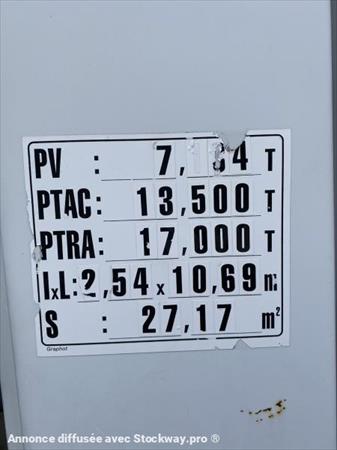 PV : 7, 34 T
PTAC: 13,500 T
PTRA: 17,000 T
lxL: 2,54 x 10,69 m
S : 27,17 m²
Graphot
Annonce diffusée avec Stockway.pro ®